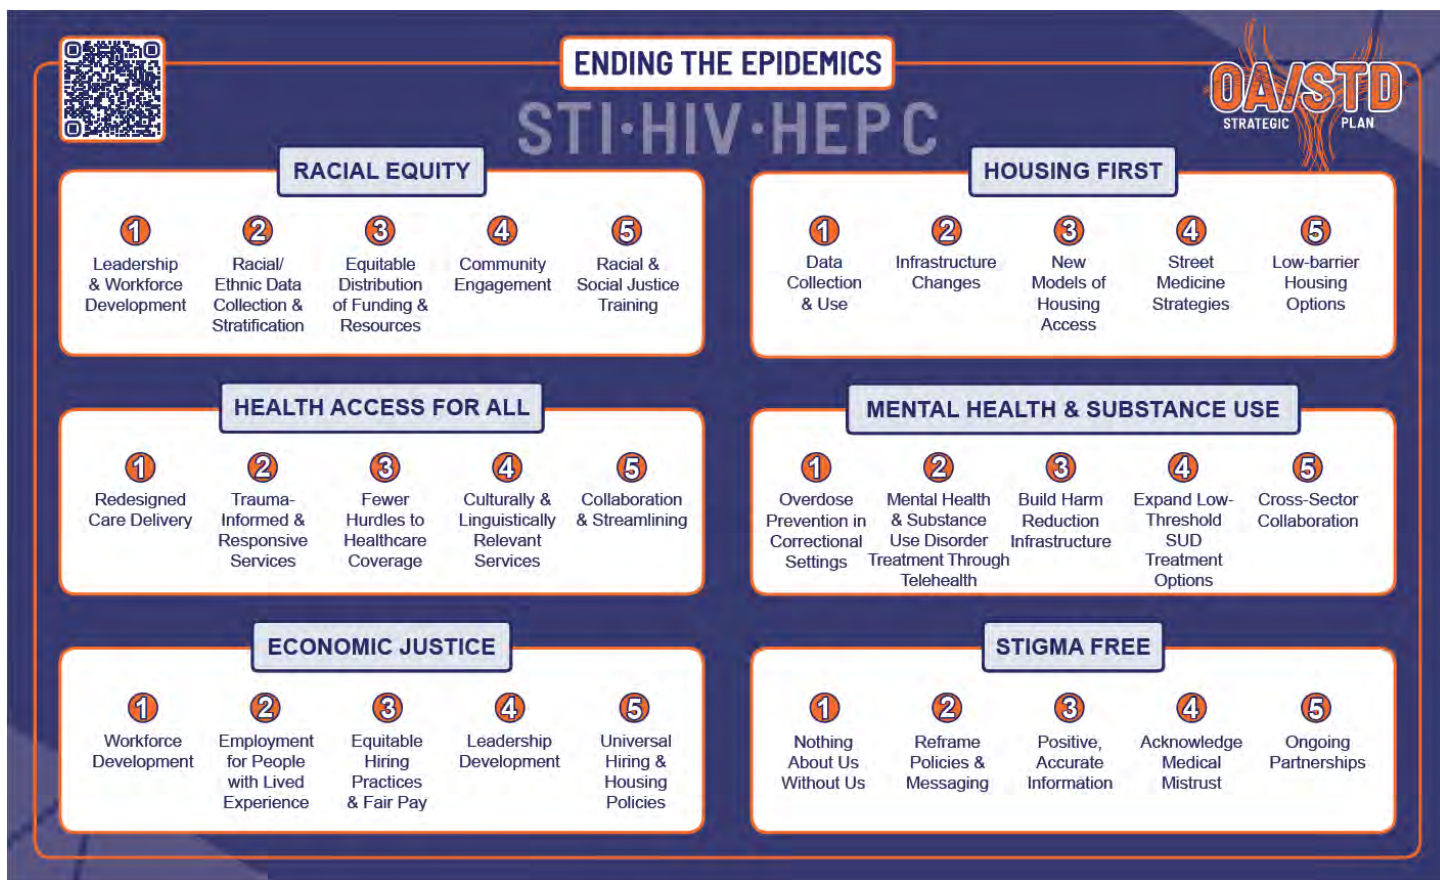 ENDING THE EPIDEMICS
STI·HIV·HEP C
OA/STD
STRATEGIC PLAN
RACIAL EQUITY
1
Leadership
& Workforce
Development
2
Racial/
Ethnic Data
Collection &
Stratification
3
Equitable
Distribution
of Funding &
Resources
4
Community
Engagement
5
Racial &
Social Justice
Training
HOUSING FIRST
1
Data
Collection
& Use
2
Infrastructure
Changes
3
New
Models of
Housing
Access
4
Street
Medicine
Strategies
5
Low-barrier
Housing
Options
HEALTH ACCESS FOR ALL
1
Redesigned
Care Delivery
2
Trauma-
Informed &
Responsive
Services
3
Fewer
Hurdles to
Healthcare
Coverage
4
Culturally &
Linguistically
Relevant
Services
5
Collaboration
& Streamlining
MENTAL HEALTH & SUBSTANCE USE
1
Overdose
Prevention in
Correctional
Settings
2
Mental Health
& Substance
Use Disorder
Treatment Through
Telehealth
3
Build Harm
Reduction
Infrastructure
4
Expand Low-
Threshold
SUD
Treatment
Options
5
Cross-Sector
Collaboration
ECONOMIC JUSTICE
1
Workforce
Development
2
Employment
for People
with Lived
Experience
3
Equitable
Hiring
Practices
& Fair Pay
4
Leadership
Development
5
Universal
Hiring &
Housing
Policies
STIGMA FREE
1
Nothing
About Us
Without Us
2
Reframe
Policies &
Messaging
3
Positive,
Accurate
Information
4
Acknowledge
Medical
Mistrust
5
Ongoing
Partnerships